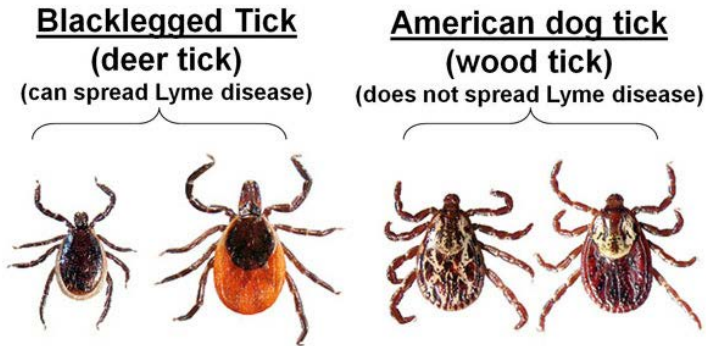 Blacklegged Tick
(deer tick)
(can spread Lyme disease)
American dog tick
(wood tick)
(does not spread Lyme disease)